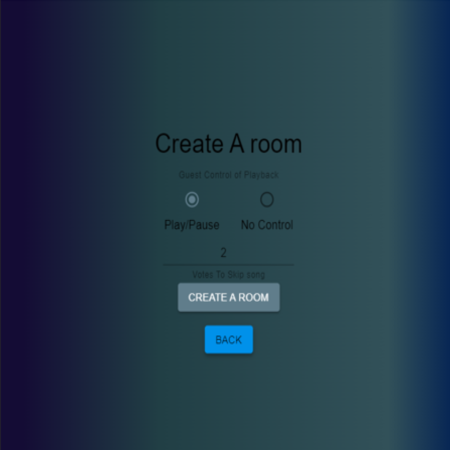 Create A room
Guest Control of Playback
Play/Pause No Control
2
Votes To Skip song
CREATE A ROOM
BACK